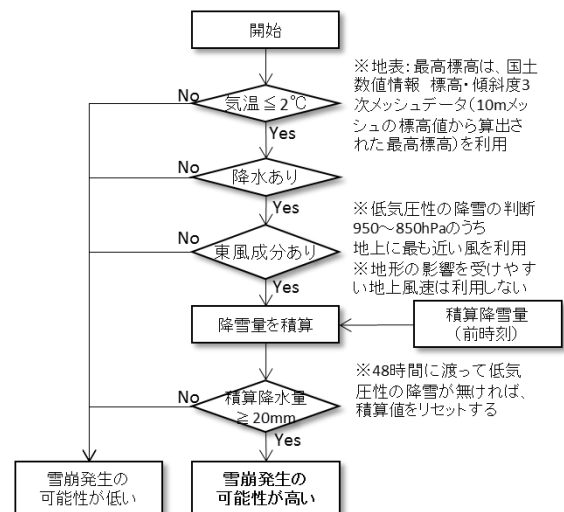 開始
※地表：最高標高は、国土
数値情報 標高・傾斜度3
次メッシュデータ（10mメッ
シュの標高値から算出さ
れた最高標高）を利用
No
気温≦2℃
Yes
No
降水あり
Yes
※低気圧性の降雪の判断
950～850hPaのうち
地上に最も近い風を利用
※地形の影響を受けやす
い地上風速は利用しない
No
東風成分あり
Yes
降雪量を積算
積算降雪量
（前時刻）
※48時間に渡って低気
圧性の降雪が無ければ、
積算値をリセットする
No
積算降水量
≧20mm
Yes
雪崩発生の
可能性が低い
雪崩発生の
可能性が高い